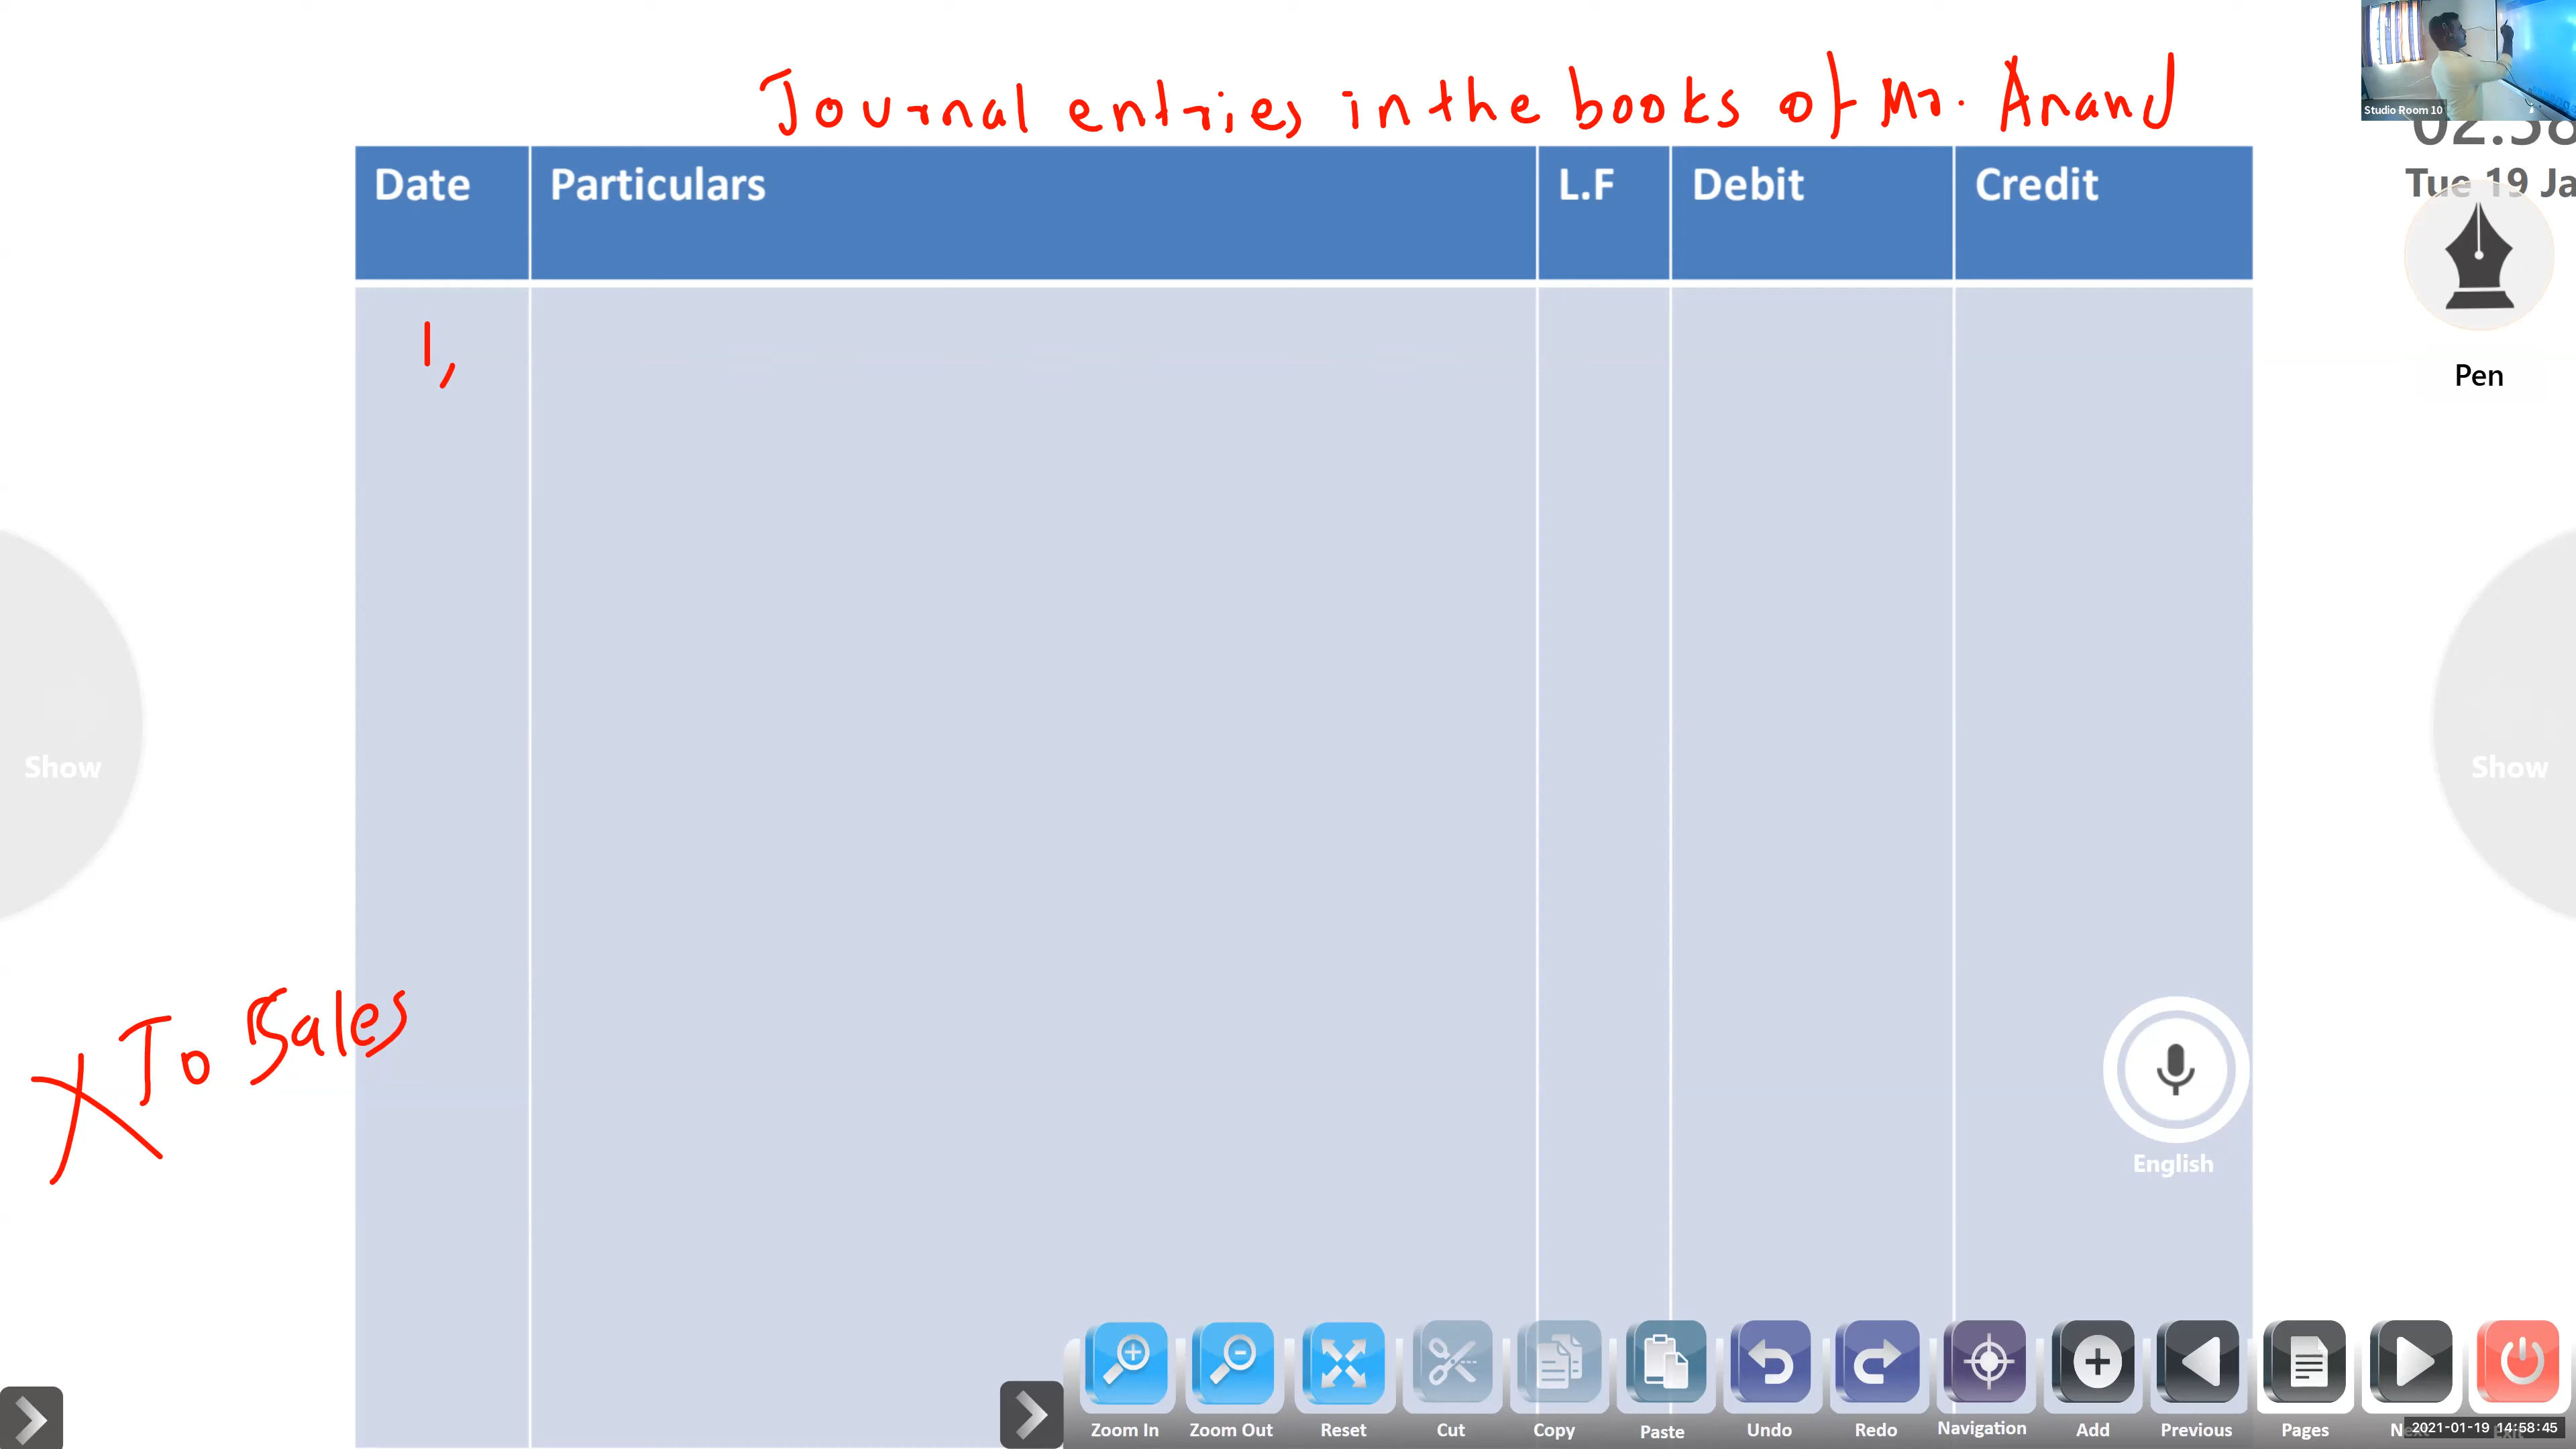 Journal entries in the books of Mr. Anand
Studio Room 10
02:58
Tue 19 Ja
Date Particulars L.F Debit Credit
1,
Pen
Show
Show
X To Sales
English
Zoom In Zoom Out Reset Cut Copy Paste Undo Redo Navigation Add Previous Pages
2021-01-19 14:58:45